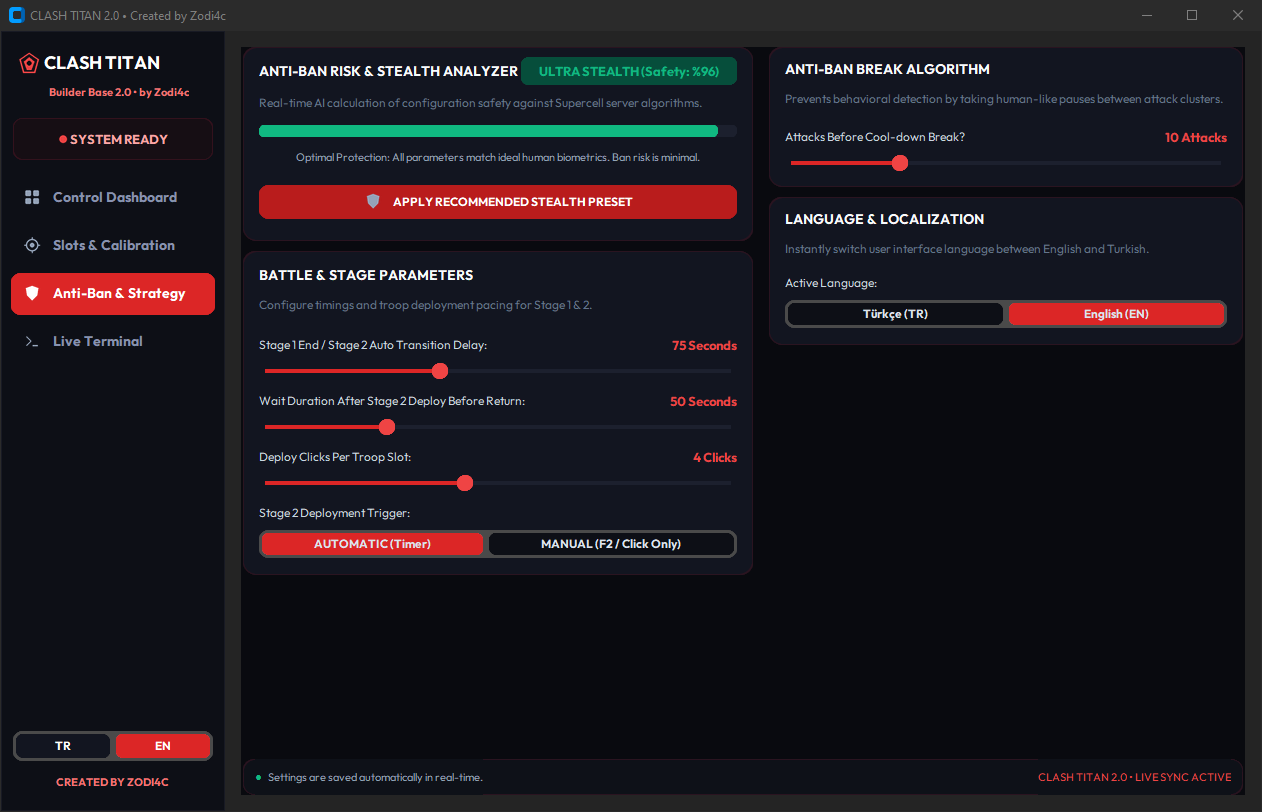 CLASH TITAN 2.0 • Created by Zodi4c
CLASH TITAN
Builder Base 2.0 • by Zodi4c
SYSTEM READY
Control Dashboard
Slots & Calibration
Anti-Ban & Strategy
Live Terminal
TR EN
CREATED BY ZODI4C
ANTI-BAN RISK & STEALTH ANALYZER ULTRA STEALTH (Safety: %96)
Real-time AI calculation of configuration safety against Supercell server algorithms.
Optimal Protection: All parameters match ideal human biometrics. Ban risk is minimal.
APPLY RECOMMENDED STEALTH PRESET
BATTLE & STAGE PARAMETERS
Configure timings and troop deployment pacing for Stage 1 & 2.
Stage 1 End / Stage 2 Auto Transition Delay: 75 Seconds
Wait Duration After Stage 2 Deploy Before Return: 50 Seconds
Deploy Clicks Per Troop Slot: 4 Clicks
Stage 2 Deployment Trigger:
AUTOMATIC (Timer) MANUAL (F2 / Click Only)
ANTI-BAN BREAK ALGORITHM
Prevents behavioral detection by taking human-like pauses between attack clusters.
Attacks Before Cool-down Break? 10 Attacks
LANGUAGE & LOCALIZATION
Instantly switch user interface language between English and Turkish.
Active Language:
Türkçe (TR) English (EN)
Settings are saved automatically in real-time.
CLASH TITAN 2.0 • LIVE SYNC ACTIVE